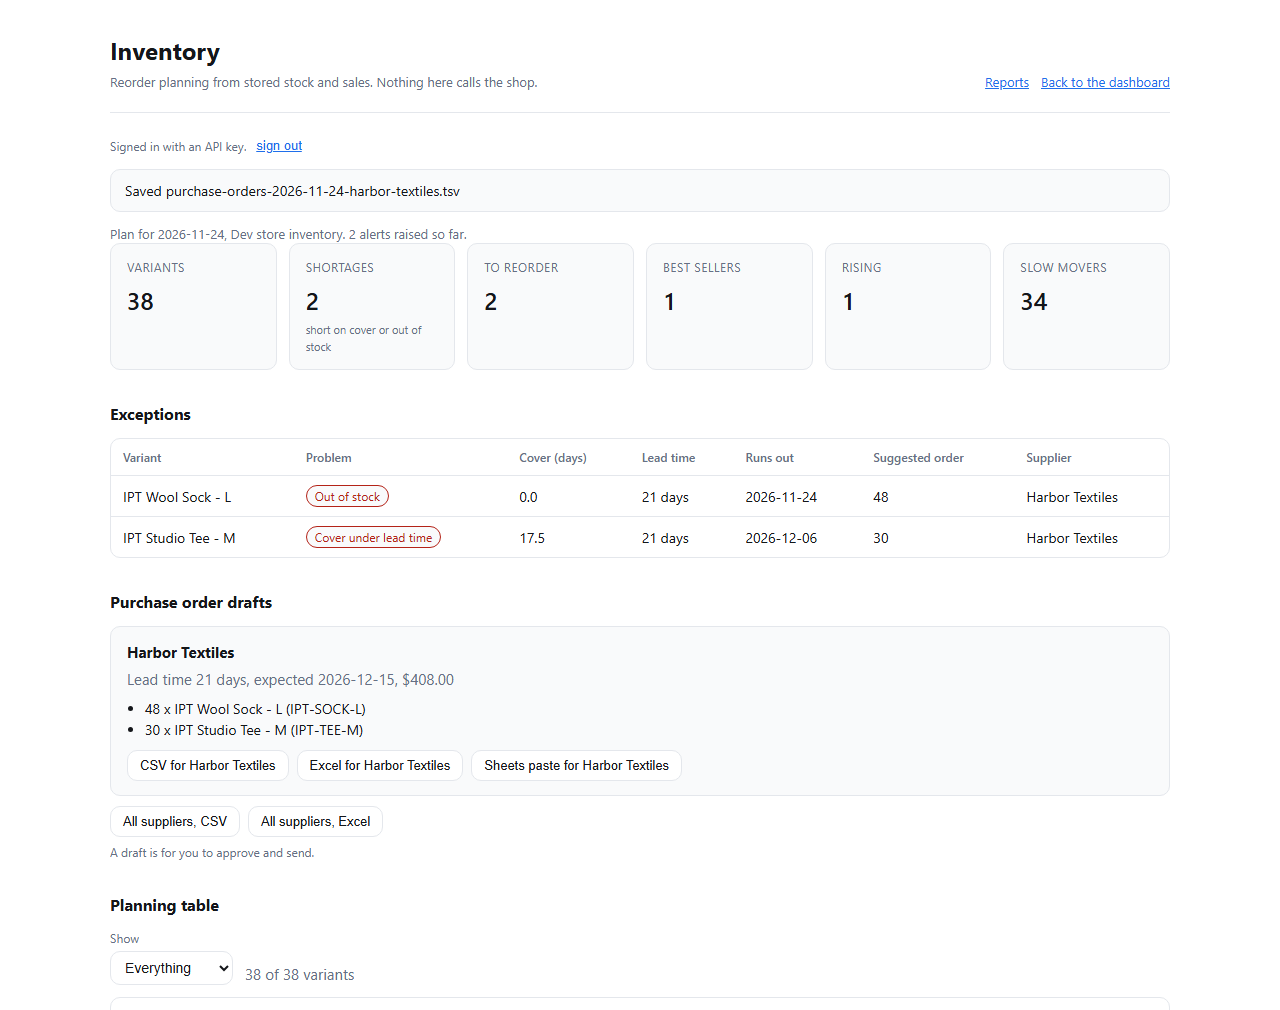 Inventory
Reorder planning from stored stock and sales. Nothing here calls the shop.
Reports Back to the dashboard
Signed in with an API key. sign out
Saved purchase-orders-2026-11-24-harbor-textiles.tsv
Plan for 2026-11-24, Dev store inventory. 2 alerts raised so far.
VARIANTS
38
SHORTAGES
2
short on cover or out of
stock
TO REORDER
2
BEST SELLERS
1
RISING
1
SLOW MOVERS
34
Exceptions
Variant Problem Cover (days) Lead time Runs out Suggested order Supplier
IPT Wool Sock - L Out of stock 0.0 21 days 2026-11-24 48 Harbor Textiles
IPT Studio Tee - M Cover under lead time 17.5 21 days 2026-12-06 30 Harbor Textiles
Purchase order drafts
Harbor Textiles
Lead time 21 days, expected 2026-12-15, $408.00
48 x IPT Wool Sock - L (IPT-SOCK-L)
30 x IPT Studio Tee - M (IPT-TEE-M)
CSV for Harbor Textiles Excel for Harbor Textiles Sheets paste for Harbor Textiles
All suppliers, CSV All suppliers, Excel
A draft is for you to approve and send.
Planning table
Show
Everything 38 of 38 variants